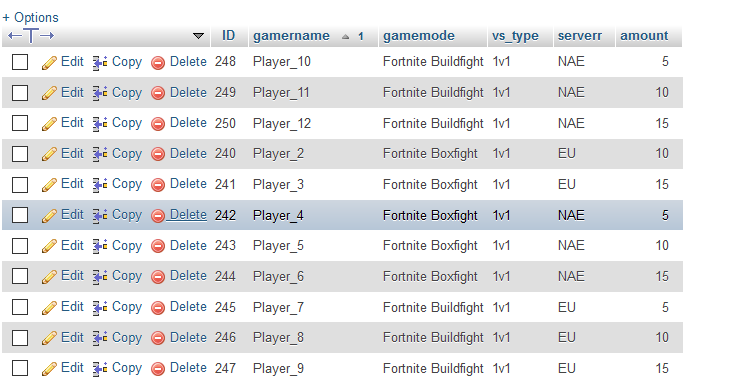 + Options
←T→ ID gamername 1 gamemode vs_type serverr amount
Edit Copy Delete 248 Player_10 Fortnite Buildfight 1v1 NAE 5
Edit Copy Delete 249 Player_11 Fortnite Buildfight 1v1 NAE 10
Edit Copy Delete 250 Player_12 Fortnite Buildfight 1v1 NAE 15
Edit Copy Delete 240 Player_2 Fortnite Boxfight 1v1 EU 10
Edit Copy Delete 241 Player_3 Fortnite Boxfight 1v1 EU 15
Edit Copy Delete 242 Player_4 Fortnite Boxfight 1v1 NAE 5
Edit Copy Delete 243 Player_5 Fortnite Boxfight 1v1 NAE 10
Edit Copy Delete 244 Player_6 Fortnite Boxfight 1v1 NAE 15
Edit Copy Delete 245 Player_7 Fortnite Buildfight 1v1 EU 5
Edit Copy Delete 246 Player_8 Fortnite Buildfight 1v1 EU 10
Edit Copy Delete 247 Player_9 Fortnite Buildfight 1v1 EU 15